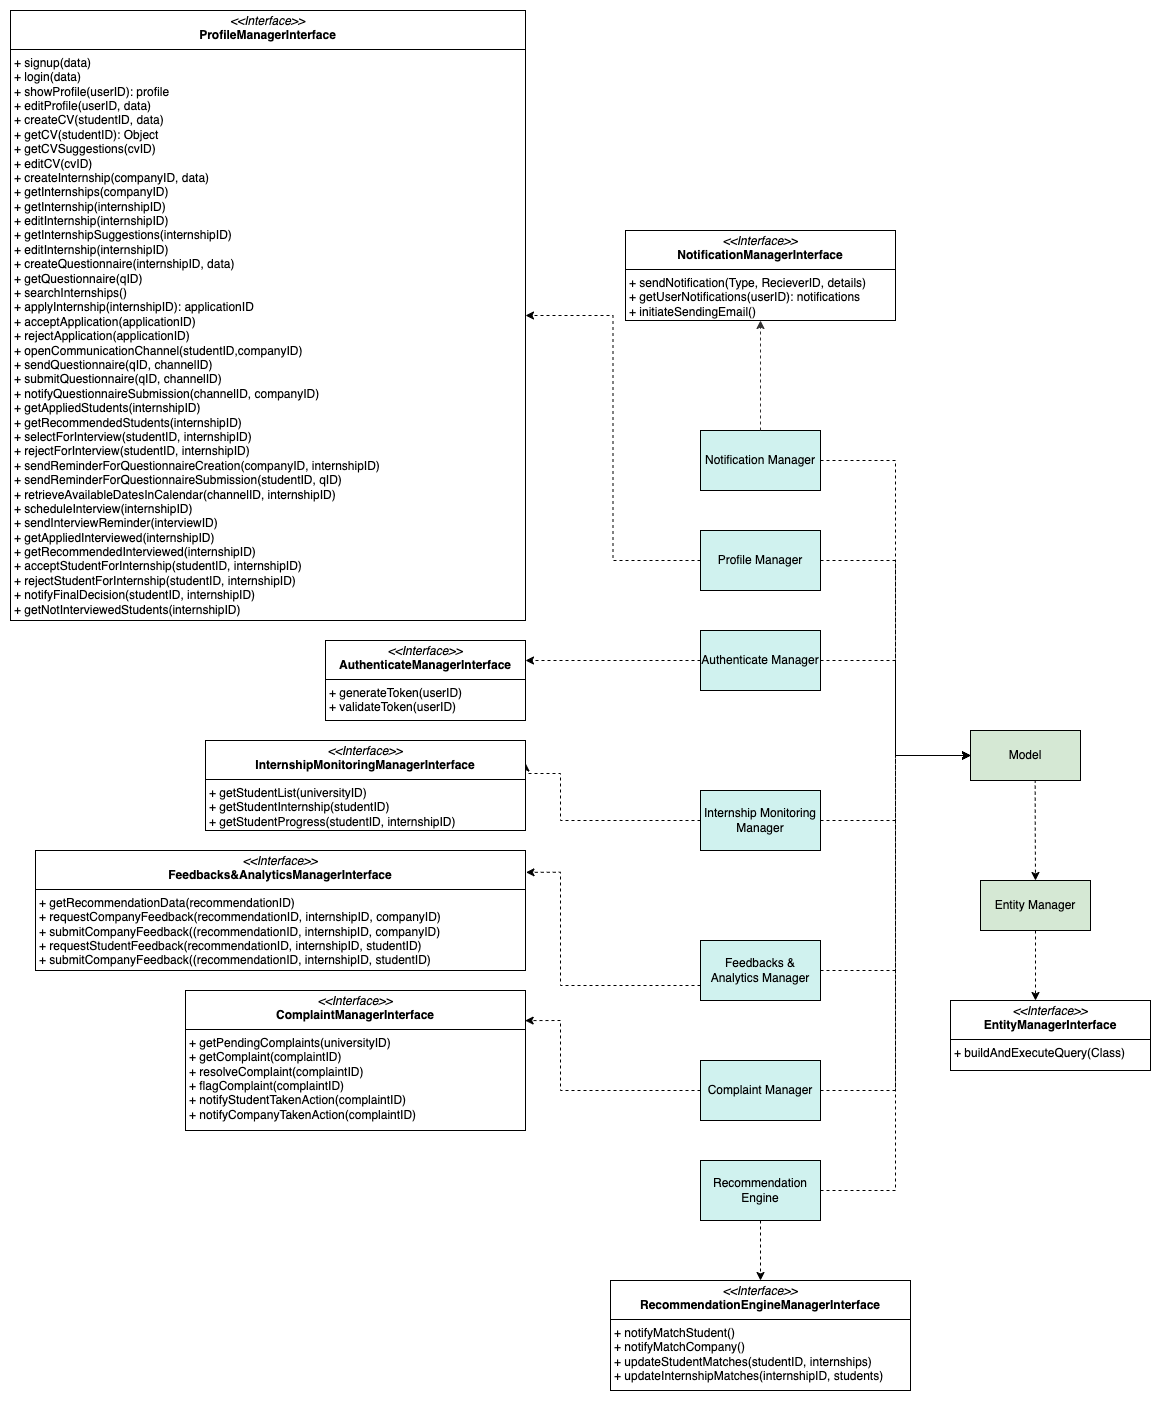 <<Interface>>
ProfileManagerInterface
+ signup(data)
+ login(data)
+ showProfile(userID): profile
+ editProfile(userID, data)
+ createCV(studentID, data)
+ getCV(studentID): Object
+ getCVSuggestions(cvID)
+ editCV(cvID)
+ createInternship(companyID, data)
+ getInternships(companyID)
+ getInternship(internshipID)
+ editInternship(internshipID)
+ getInternshipSuggestions(internshipID)
+ editInternship(internshipID)
+ createQuestionnaire(internshipID, data)
+ getQuestionnaire(qID)
+ searchInternships()
+ applyInternship(internshipID): applicationID
+ acceptApplication(applicationID)
+ rejectApplication(applicationID)
+ openCommunicationChannel(studentID,companyID)
+ sendQuestionnaire(qID, channelID)
+ submitQuestionnaire(qID, channelID)
+ notifyQuestionnaireSubmission(channelID, companyID)
+ getAppliedStudents(internshipID)
+ getRecommendedStudents(internshipID)
+ selectForInterview(studentID, internshipID)
+ rejectForInterview(studentID, internshipID)
+ sendReminderForQuestionnaireCreation(companyID, internshipID)
+ sendReminderForQuestionnaireSubmission(studentID, qID)
+ retrieveAvailableDatesInCalendar(channelID, internshipID)
+ scheduleInterview(internshipID)
+ sendInterviewReminder(interviewID)
+ getAppliedInterviewed(internshipID)
+ getRecommendedInterviewed(internshipID)
+ acceptStudentForInternship(studentID, internshipID)
+ rejectStudentForInternship(studentID, internshipID)
+ notifyFinalDecision(studentID, internshipID)
+ getNotInterviewedStudents(internshipID)
<<Interface>>
NotificationManagerInterface
+ sendNotification(Type, RecieverID, details)
+ getUserNotifications(userID): notifications
+ initiateSendingEmail()
Notification Manager
Profile Manager
<<Interface>>
AuthenticateManagerInterface
+ generateToken(userID)
+ validateToken(userID)
Authenticate Manager
<<Interface>>
InternshipMonitoringManagerInterface
+ getStudentList(universityID)
+ getStudentInternship(studentID)
+ getStudentProgress(studentID, internshipID)
Internship Monitoring
Manager
Model
<<Interface>>
Feedbacks&AnalyticsManagerInterface
+ getRecommendationData(recommendationID)
+ requestCompanyFeedback(recommendationID, internshipID, companyID)
+ submitCompanyFeedback((recommendationID, internshipID, companyID)
+ requestStudentFeedback(recommendationID, internshipID, studentID)
+ submitCompanyFeedback((recommendationID, internshipID, studentID)
Feedbacks &
Analytics Manager
Entity Manager
<<Interface>>
EntityManagerInterface
+ buildAndExecuteQuery(Class)
<<Interface>>
ComplaintManagerInterface
+ getPendingComplaints(universityID)
+ getComplaint(complaintID)
+ resolveComplaint(complaintID)
+ flagComplaint(complaintID)
+ notifyStudentTakenAction(complaintID)
+ notifyCompanyTakenAction(complaintID)
Complaint Manager
Recommendation
Engine
<<Interface>>
RecommendationEngineManagerInterface
+ notifyMatchStudent()
+ notifyMatchCompany()
+ updateStudentMatches(studentID, internships)
+ updateInternshipMatches(internshipID, students)